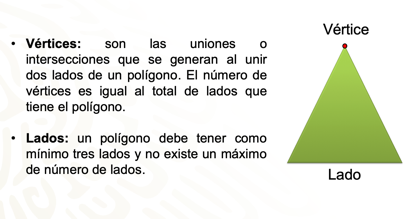 • Vértices: son las uniones o
intersecciones que se generan al unir
dos lados de un polígono. El número de
vértices es igual al total de lados que
tiene el polígono.
• Lados: un polígono debe tener como
mínimo tres lados y no existe un máximo
de número de lados.
Vértice
Lado